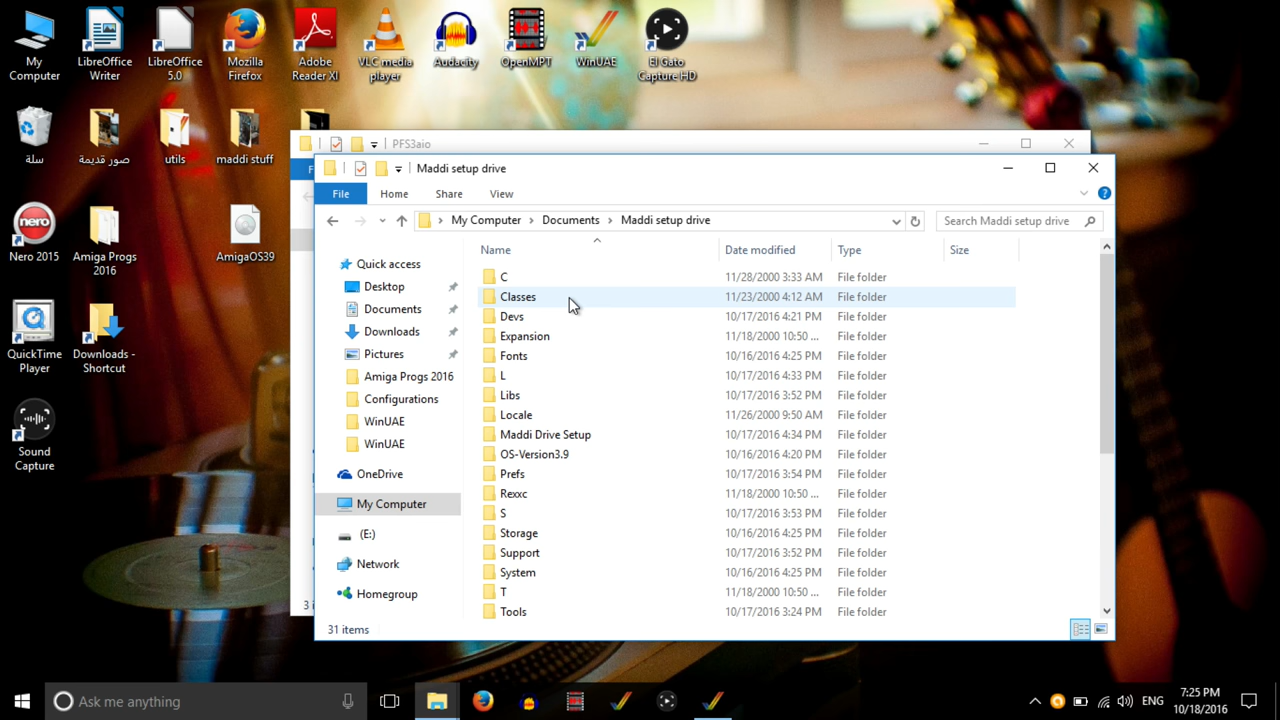 My Computer
LibreOffice Writer
LibreOffice 5.0
Mozilla Firefox
Adobe Reader XI
VLC media player
Audacity
OpenMPT
WinUAE
El Gato Capture HD
سلة
صور قديمة
utils
maddi stuff
nero
Nero 2015
Amiga Progs 2016
AmigaOS39
QuickTime Player
Downloads - Shortcut
Sound Capture
PFS3aio
F
3 i
Maddi setup drive
File
Home
Share
View
My Computer
Documents
Maddi setup drive
Search Maddi setup drive
Name
Date modified
Type
Size
Quick access
Desktop
Documents
Downloads
Pictures
Amiga Progs 2016
Configurations
WinUAE
WinUAE
OneDrive
My Computer
(E:)
Network
Homegroup
C 11/28/2000 3:33 AM File folder
Classes 11/23/2000 4:12 AM File folder
Devs 10/17/2016 4:21 PM File folder
Expansion 11/18/2000 10:50 ... File folder
Fonts 10/16/2016 4:25 PM File folder
L 10/17/2016 4:33 PM File folder
Libs 10/17/2016 3:52 PM File folder
Locale 11/26/2000 9:50 AM File folder
Maddi Drive Setup 10/17/2016 4:34 PM File folder
OS-Version3.9 10/16/2016 4:20 PM File folder
Prefs 10/17/2016 3:54 PM File folder
Rexxc 11/18/2000 10:50 ... File folder
S 10/17/2016 3:53 PM File folder
Storage 10/16/2016 4:25 PM File folder
Support 10/17/2016 3:52 PM File folder
System 10/16/2016 4:25 PM File folder
T 11/18/2000 10:50 ... File folder
Tools 10/17/2016 3:24 PM File folder
31 items
Ask me anything
ENG
7:25 PM
10/18/2016